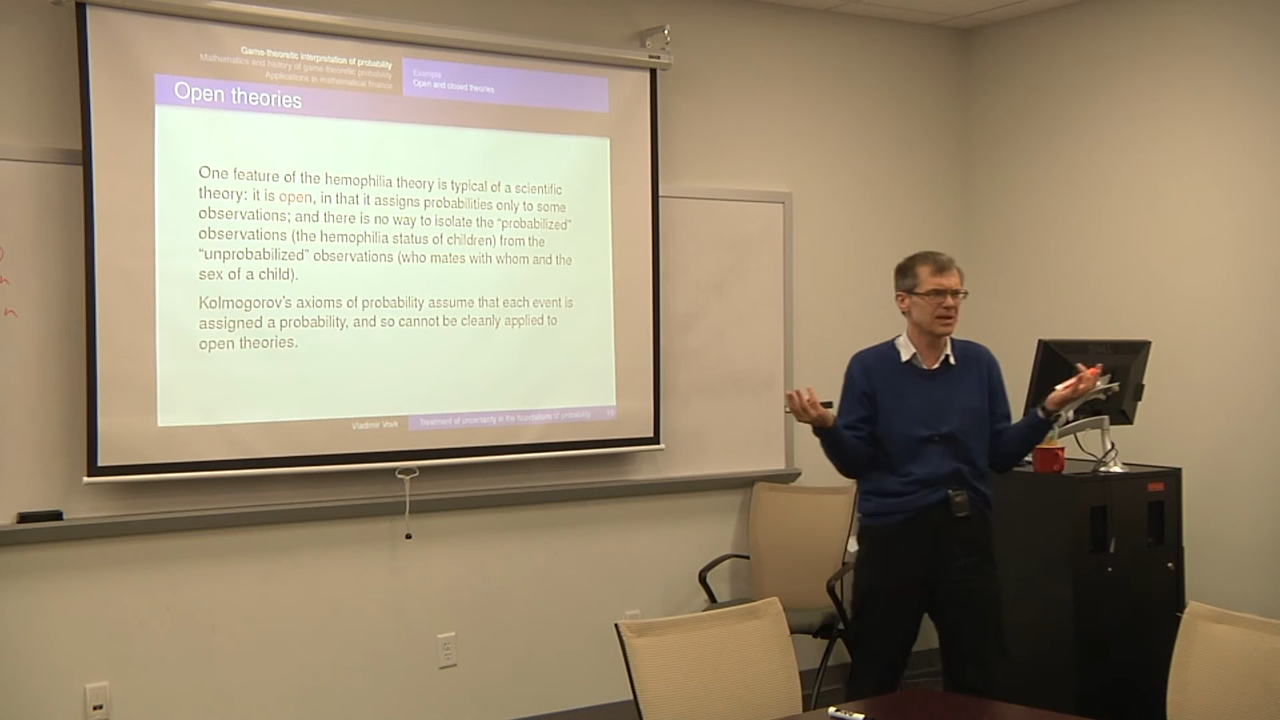 Game-theoretic interpretation of probability
Mathematics and history of game-theoretic probability
Applications in mathematical finance
Example
Open and closed theories
Open theories
One feature of the hemophilia theory is typical of a scientific
theory: it is open, in that it assigns probabilities only to some
observations; and there is no way to isolate the “probabilized”
observations (the hemophilia status of children) from the
“unprobabilized” observations (who mates with whom and the
sex of a child).
Kolmogorov's axioms of probability assume that each event is
assigned a probability, and so cannot be cleanly applied to
open theories.
Vladimir Vovk
Treatment of uncertainty in the foundations of probability